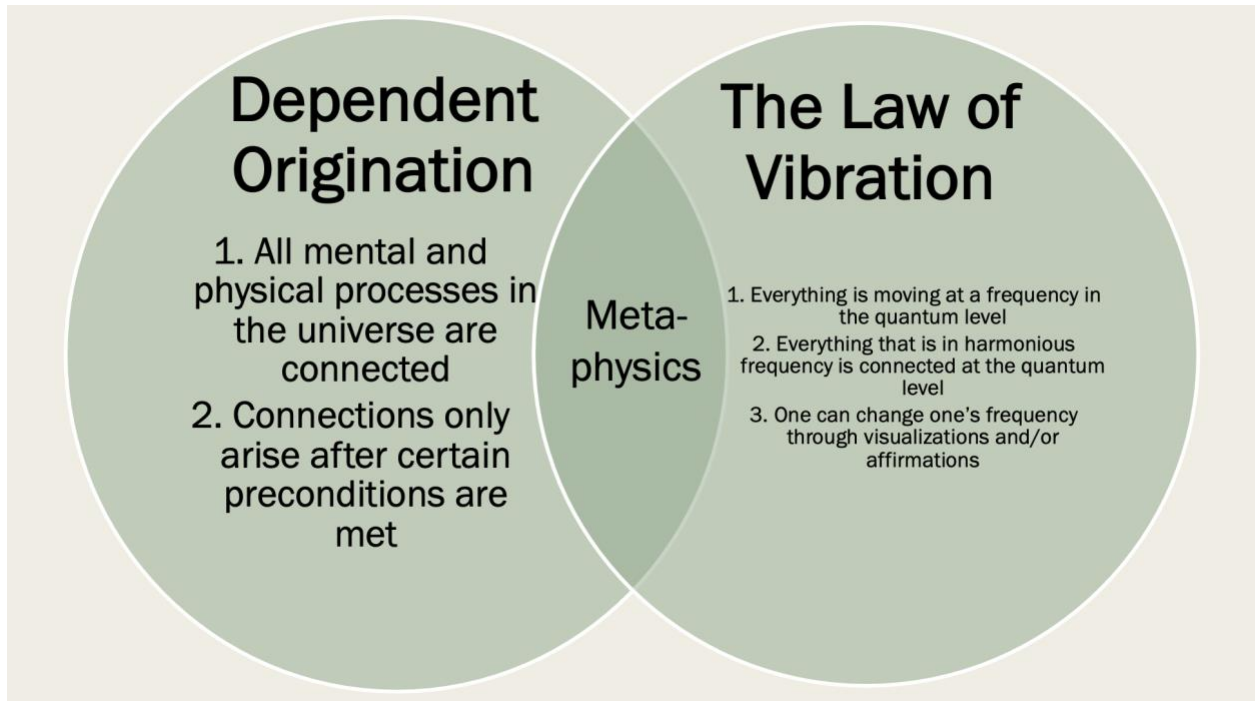 Dependent
Origination
1. All mental and
physical processes in
the universe are
connected
2. Connections only
arise after certain
preconditions are
met
Meta-
physics
The Law of
Vibration
1. Everything is moving at a frequency in
the quantum level
2. Everything that is in harmonious
frequency is connected at the quantum
level
3. One can change one’s frequency
through visualizations and/or
affirmations